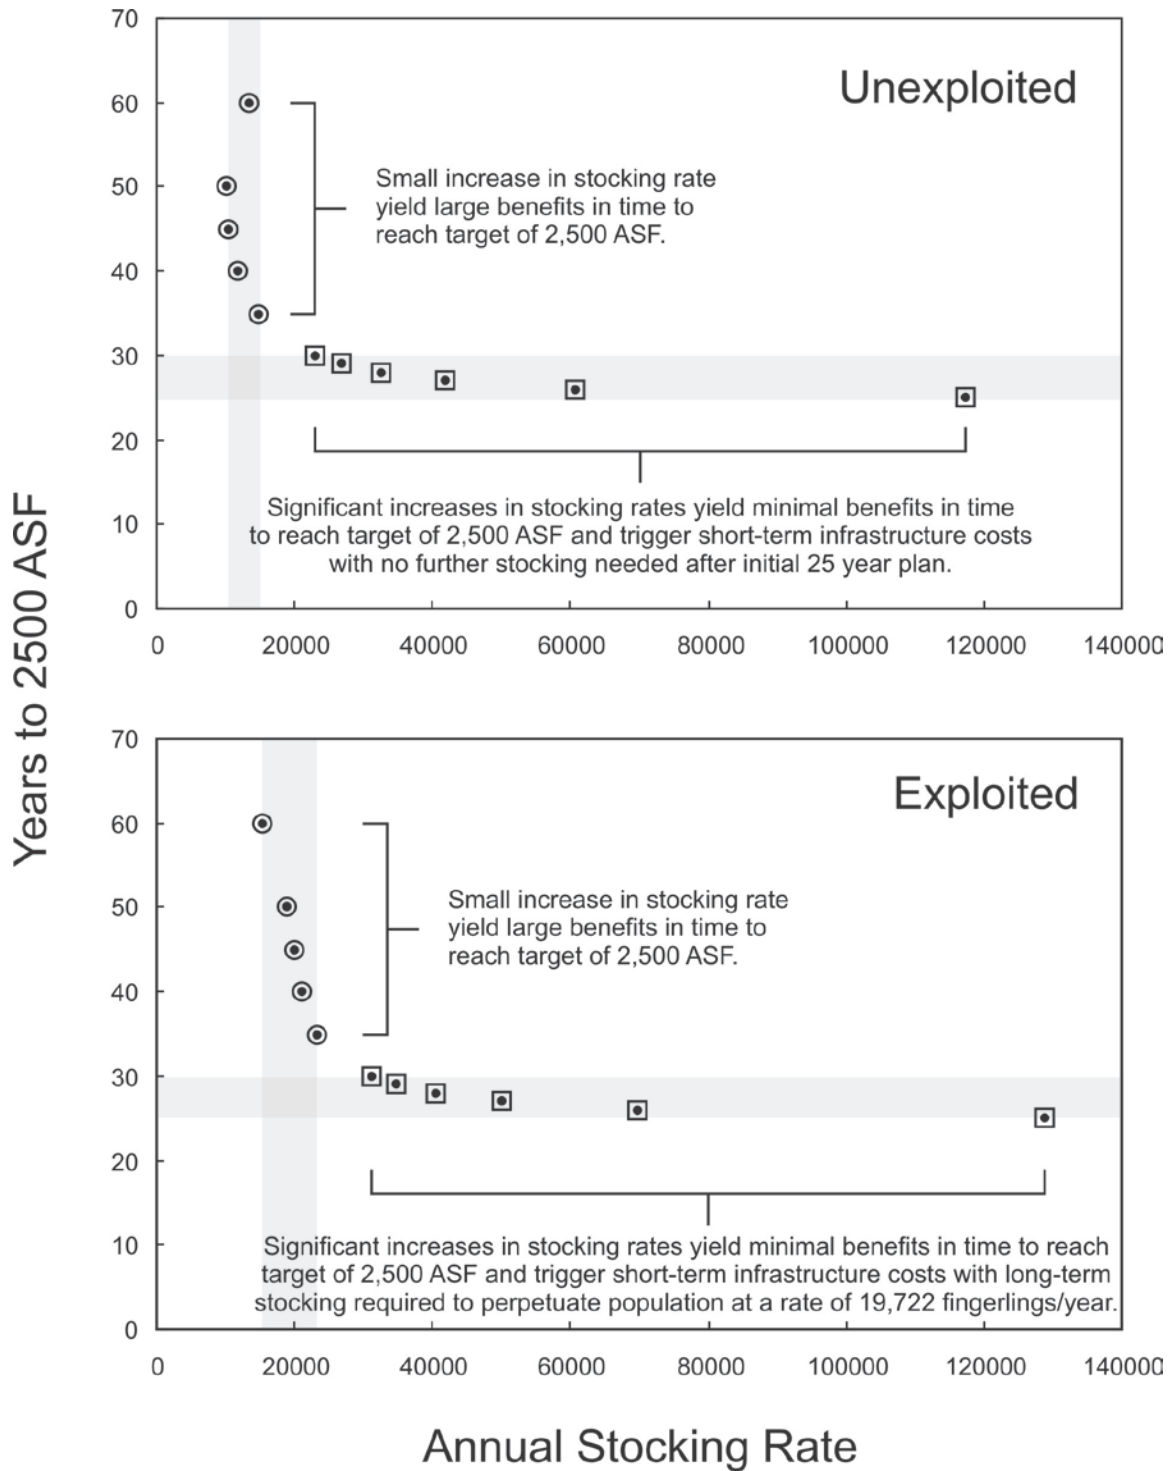 Years to 2500 ASF
70
60
50
40
30
20
10
0
Unexploited
Small increase in stocking rate
yield large benefits in time to
reach target of 2,500 ASF.
Significant increases in stocking rates yield minimal benefits in time
to reach target of 2,500 ASF and trigger short-term infrastructure costs
with no further stocking needed after initial 25 year plan.
0 20000 40000 60000 80000 100000 120000 140000
70
60
50
40
30
20
10
0
Exploited
Small increase in stocking rate
yield large benefits in time to
reach target of 2,500 ASF.
Significant increases in stocking rates yield minimal benefits in time to reach
target of 2,500 ASF and trigger short-term infrastructure costs with long-term
stocking required to perpetuate population at a rate of 19,722 fingerlings/year.
0 20000 40000 60000 80000 100000 120000 140000
Annual Stocking Rate